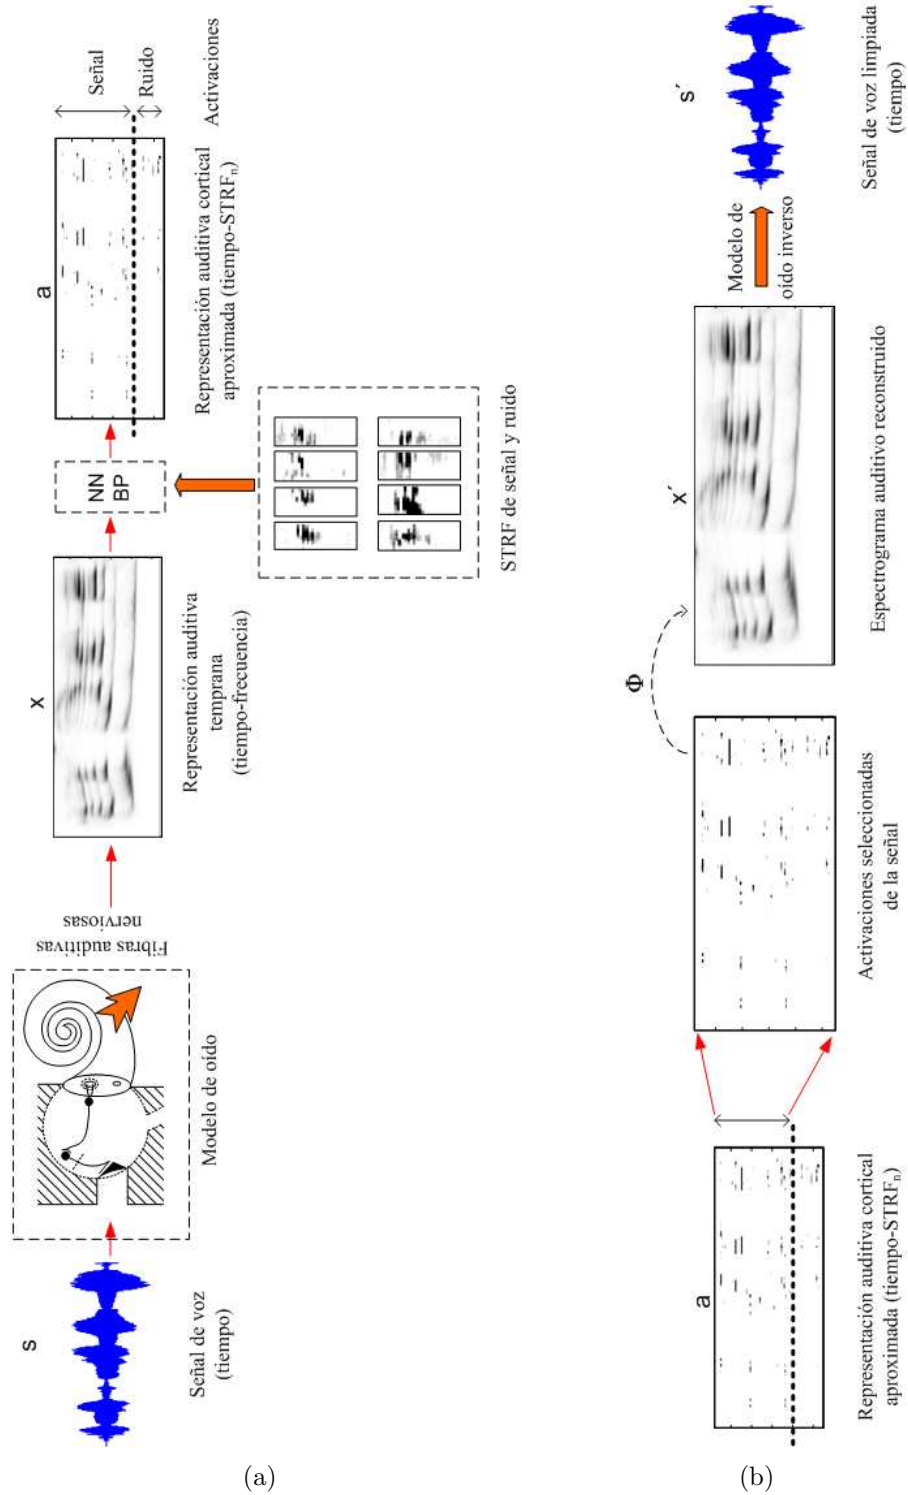 s
Señal de voz
(tiempo)
Modelo de oído
Fibras auditivas
nerviosas
x
Representación auditiva
temprana
(tiempo-frecuencia)
NN
BP
STRF de señal y ruido
a
Representación auditiva cortical
aproximada (tiempo-STRFn)
Señal
Ruido
Activaciones
(a)
a
Representación auditiva cortical
aproximada (tiempo-STRFn)
Activaciones seleccionadas
de la señal
Φ
x´
Espectrograma auditivo reconstruido
Modelo de
oído inverso
s´
Señal de voz limpiada
(tiempo)
(b)